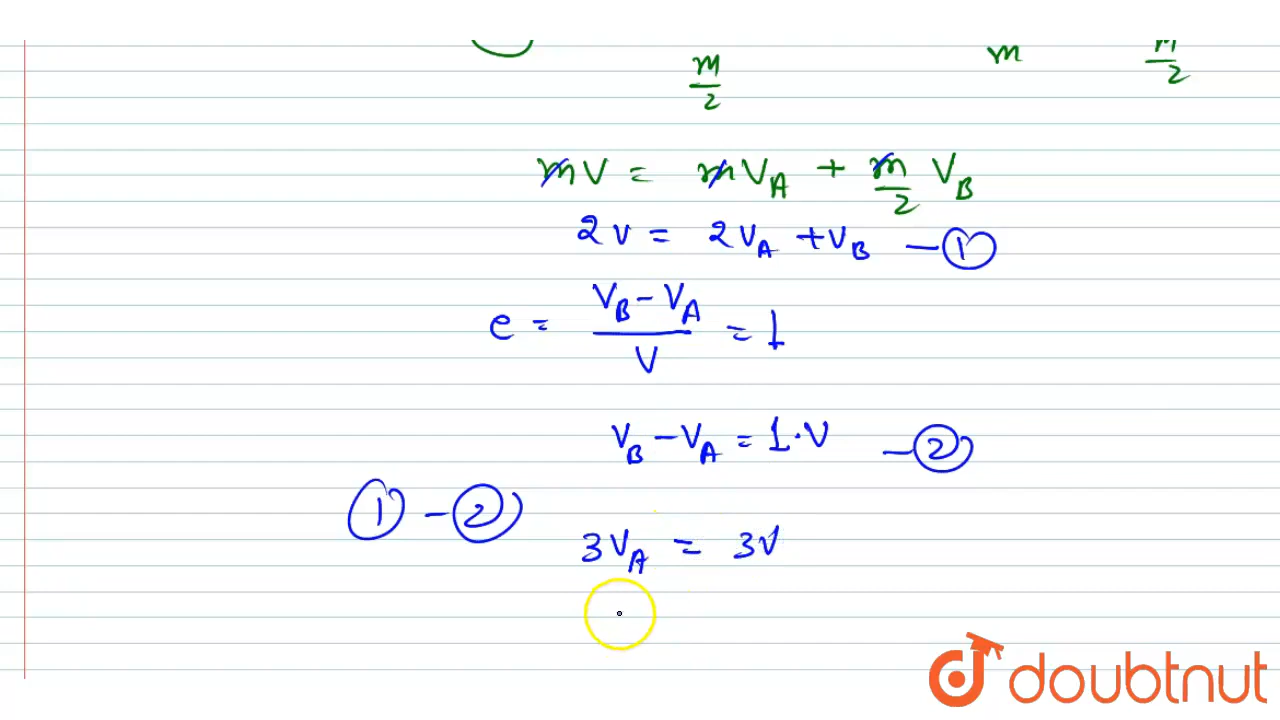 m/2 m m/2
mV = mV_A + m/2 V_B
2V = 2V_A + V_B — ①
e = (V_B - V_A)/V = 1
V_B - V_A = 1·V — ②
① - ②
3V_A = 3V
doubtnut